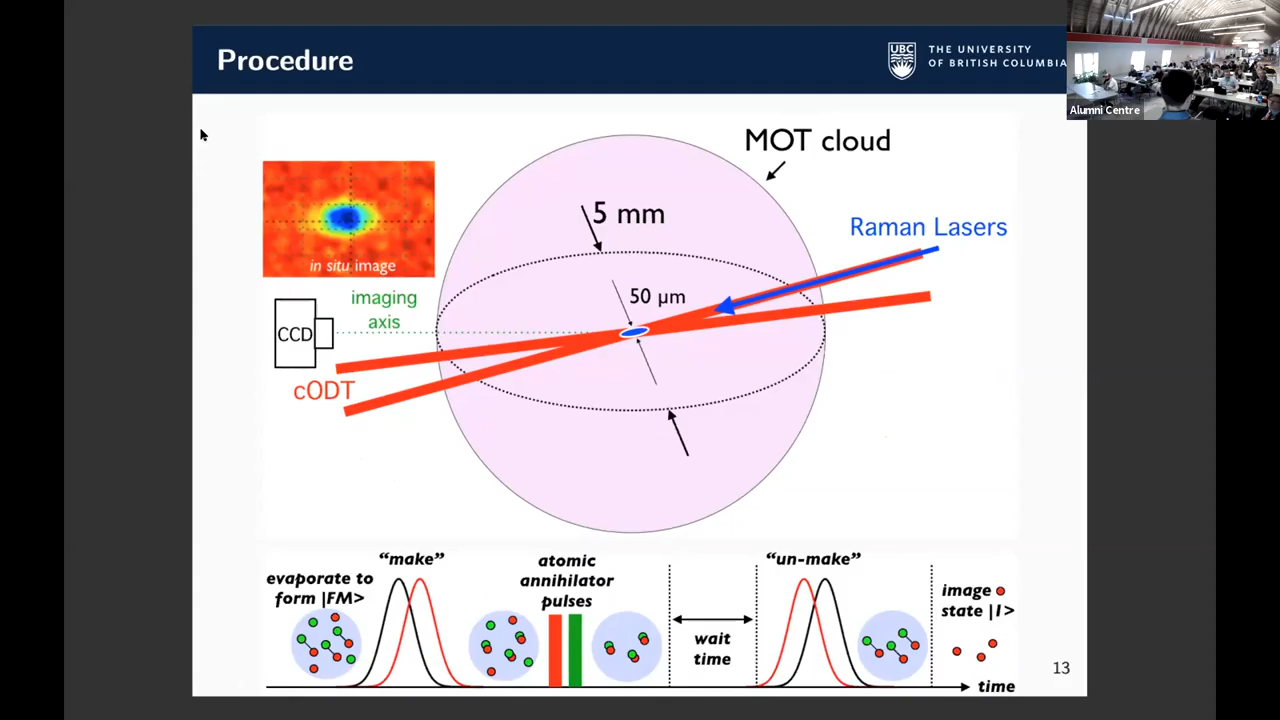 Procedure
UBC
THE UNIVERSITY
OF BRITISH COLUMBIA
Alumni Centre
MOT cloud
5 mm
Raman Lasers
in situ image
50 µm
imaging
axis
CCD
cODT
"make"
atomic
annihilator
pulses
"un-make"
evaporate to
form |FM>
image
state |I>
wait
time
13
time